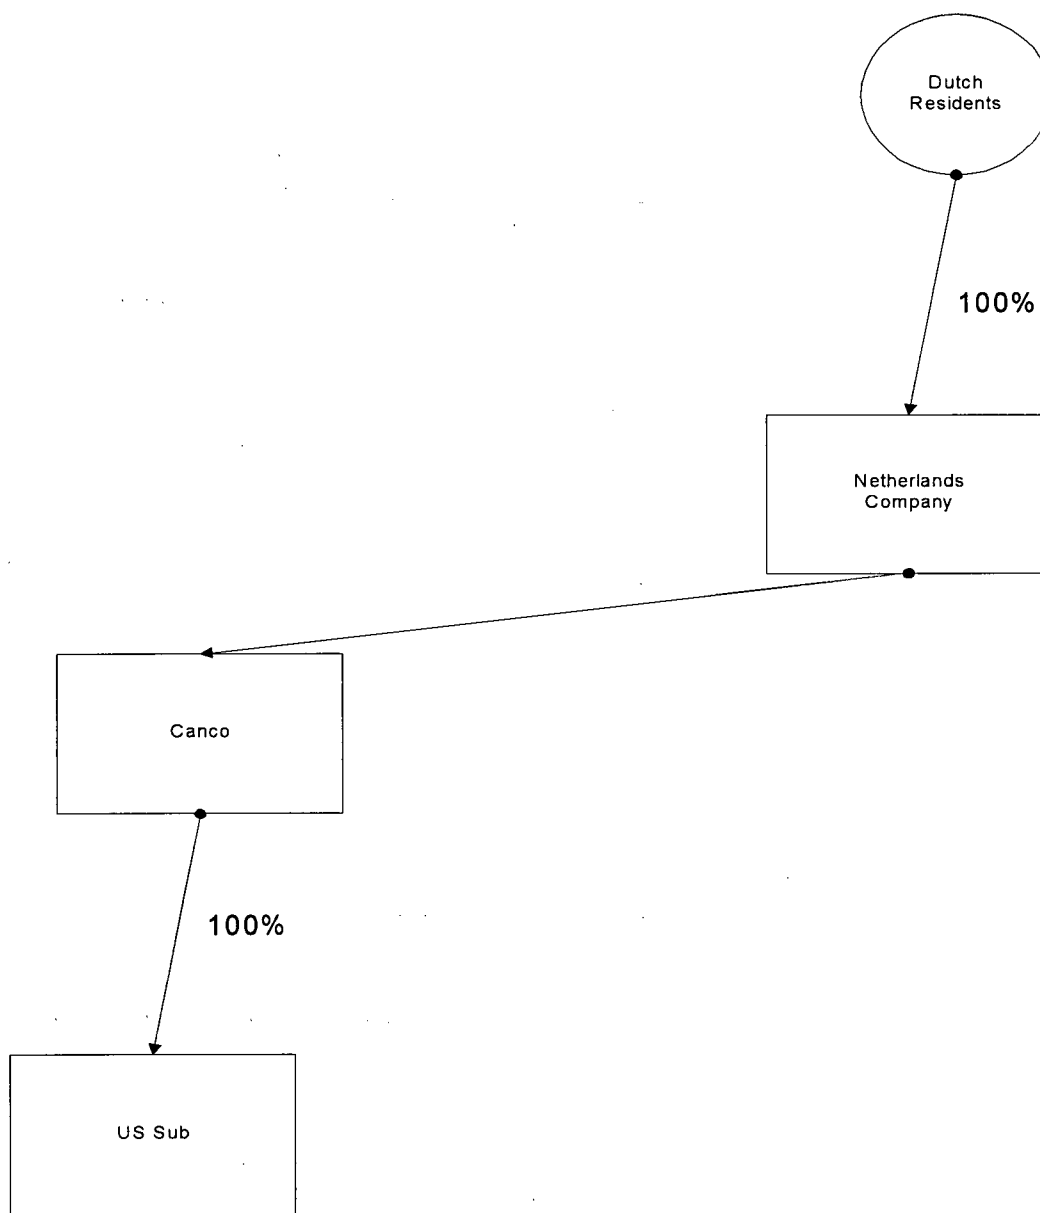 Dutch
Residents
100%
Netherlands
Company
Canco
100%
US Sub